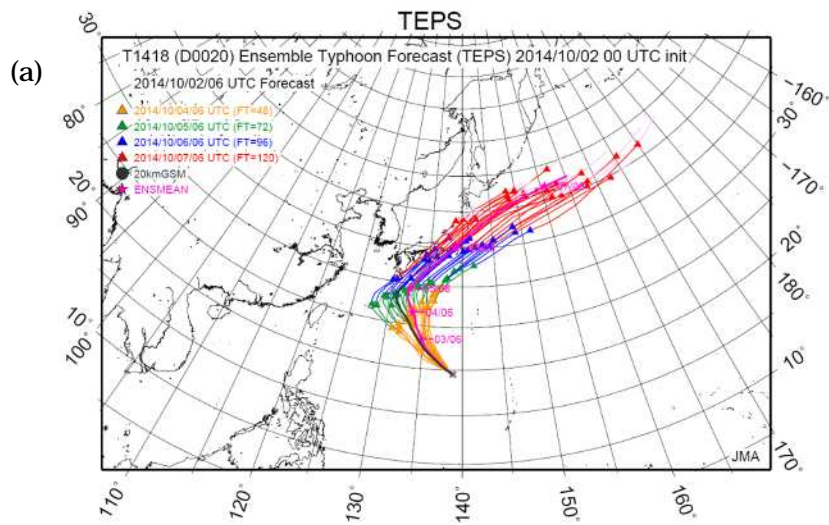 TEPS
(a)
T1418 (D0020) Ensemble Typhoon Forecast (TEPS) 2014/10/02 00 UTC init
2014/10/02/06 UTC Forecast
2014/10/04/06 UTC (FT=48)
2014/10/05/06 UTC (FT=72)
2014/10/06/06 UTC (FT=96)
2014/10/07/06 UTC (FT=120)
20kmGSM
ENSMEAN
30°
80°
20°
90°
10°
100°
−160°
30°
−170°
20°
180°
10°
170°
04/06
03/06
JMA
110°
120°
130°
140°
150°
160°